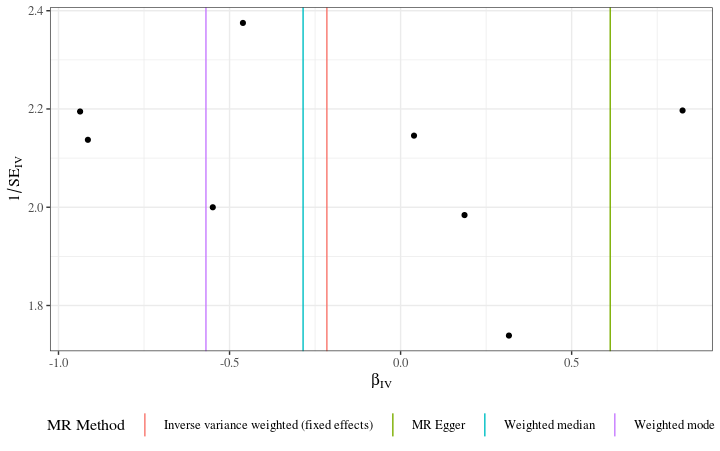 2.4
2.2
2.0
1.8
1/SE_IV
-1.0 -0.5 0.0 0.5
β_IV
MR Method Inverse variance weighted (fixed effects) MR Egger Weighted median Weighted mode